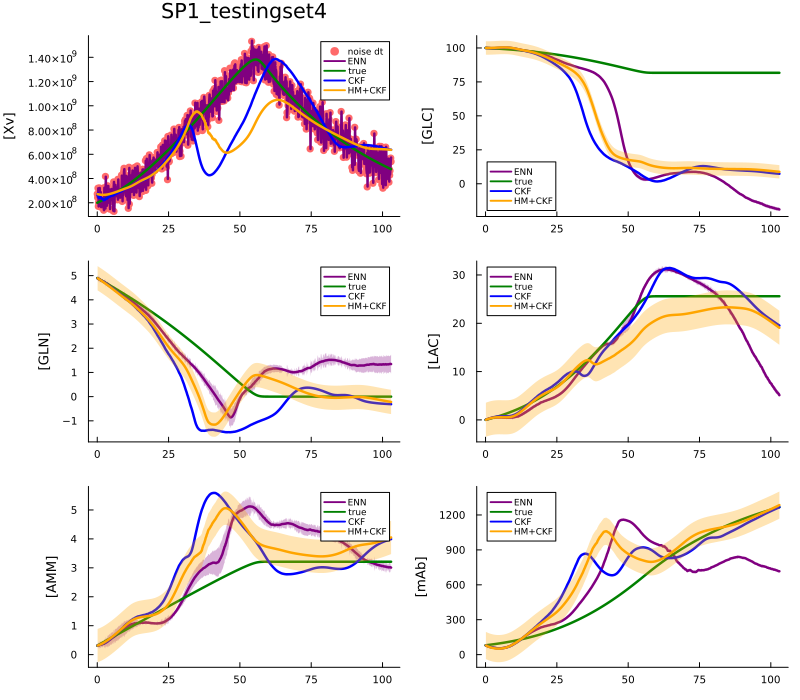 SP1_testingset4
[Xv]
1.40×10⁹
1.20×10⁹
1.00×10⁹
8.00×10⁸
6.00×10⁸
4.00×10⁸
2.00×10⁸
0 25 50 75 100
noise dt
ENN
true
CKF
HM+CKF
[GLC]
100
75
50
25
0
0 25 50 75 100
ENN
true
CKF
HM+CKF
[GLN]
5
4
3
2
1
0
−1
0 25 50 75 100
ENN
true
CKF
HM+CKF
[LAC]
30
20
10
0
0 25 50 75 100
ENN
true
CKF
HM+CKF
[AMM]
5
4
3
2
1
0
0 25 50 75 100
ENN
true
CKF
HM+CKF
[mAb]
1200
900
600
300
0
0 25 50 75 100
ENN
true
CKF
HM+CKF